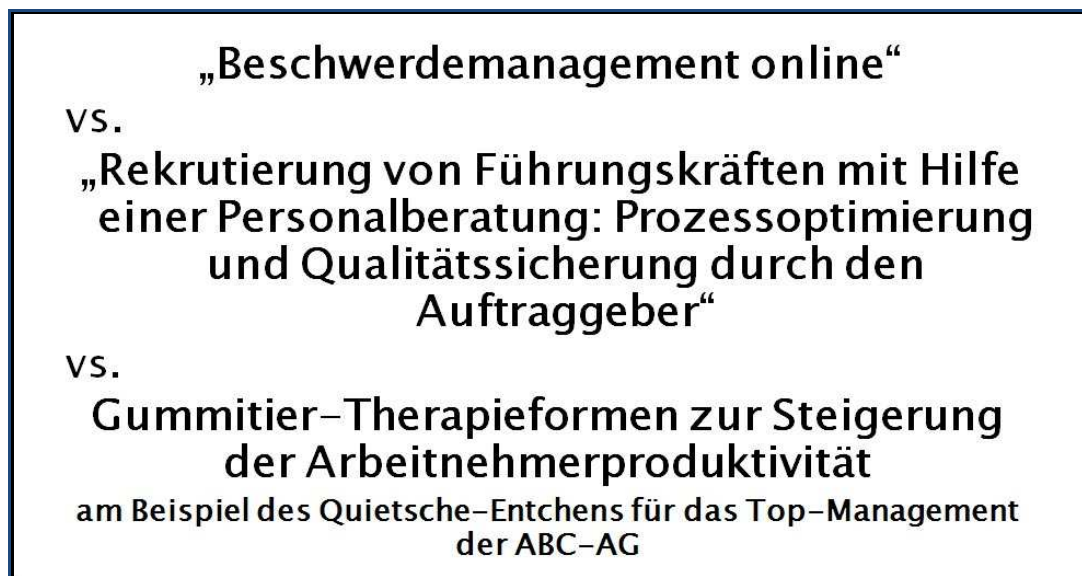 „Beschwerdemanagement online“
vs.
„Rekrutierung von Führungskräften mit Hilfe
einer Personalberatung: Prozessoptimierung
und Qualitätssicherung durch den
Auftraggeber“
vs.
Gummitier-Therapieformen zur Steigerung
der Arbeitnehmerproduktivität
am Beispiel des Quietsche-Entchens für das Top-Management
der ABC-AG